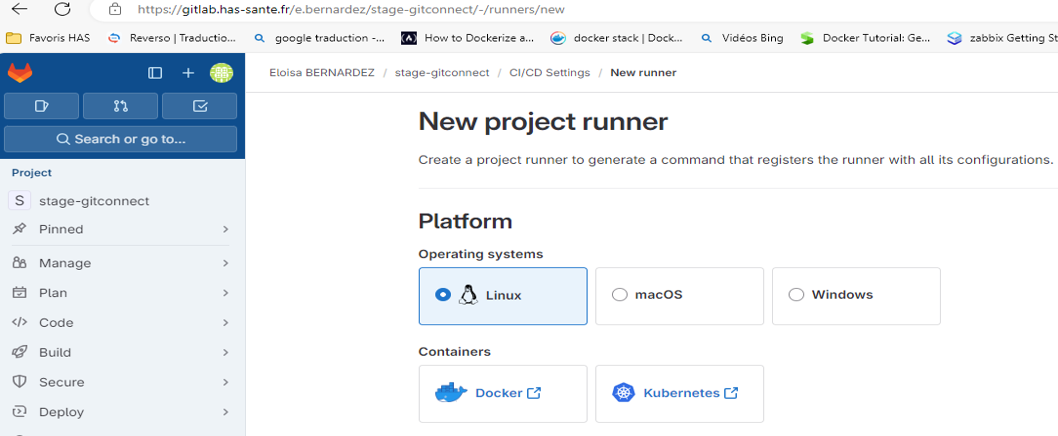 https://gitlab.has-sante.fr/e.bernardez/stage-gitconnect/-/runners/new
Favoris HAS
Reverso | Traductio...
google traduction -...
How to Dockerize a...
docker stack | Dock...
Vidéos Bing
Docker Tutorial: Ge...
zabbix Getting St
Eloisa BERNARDEZ / stage-gitconnect / CI/CD Settings / New runner
Search or go to...
Project
S stage-gitconnect
Pinned
Manage
Plan
Code
Build
Secure
Deploy
New project runner
Create a project runner to generate a command that registers the runner with all its configurations.
Platform
Operating systems
Linux
macOS
Windows
Containers
Docker
Kubernetes